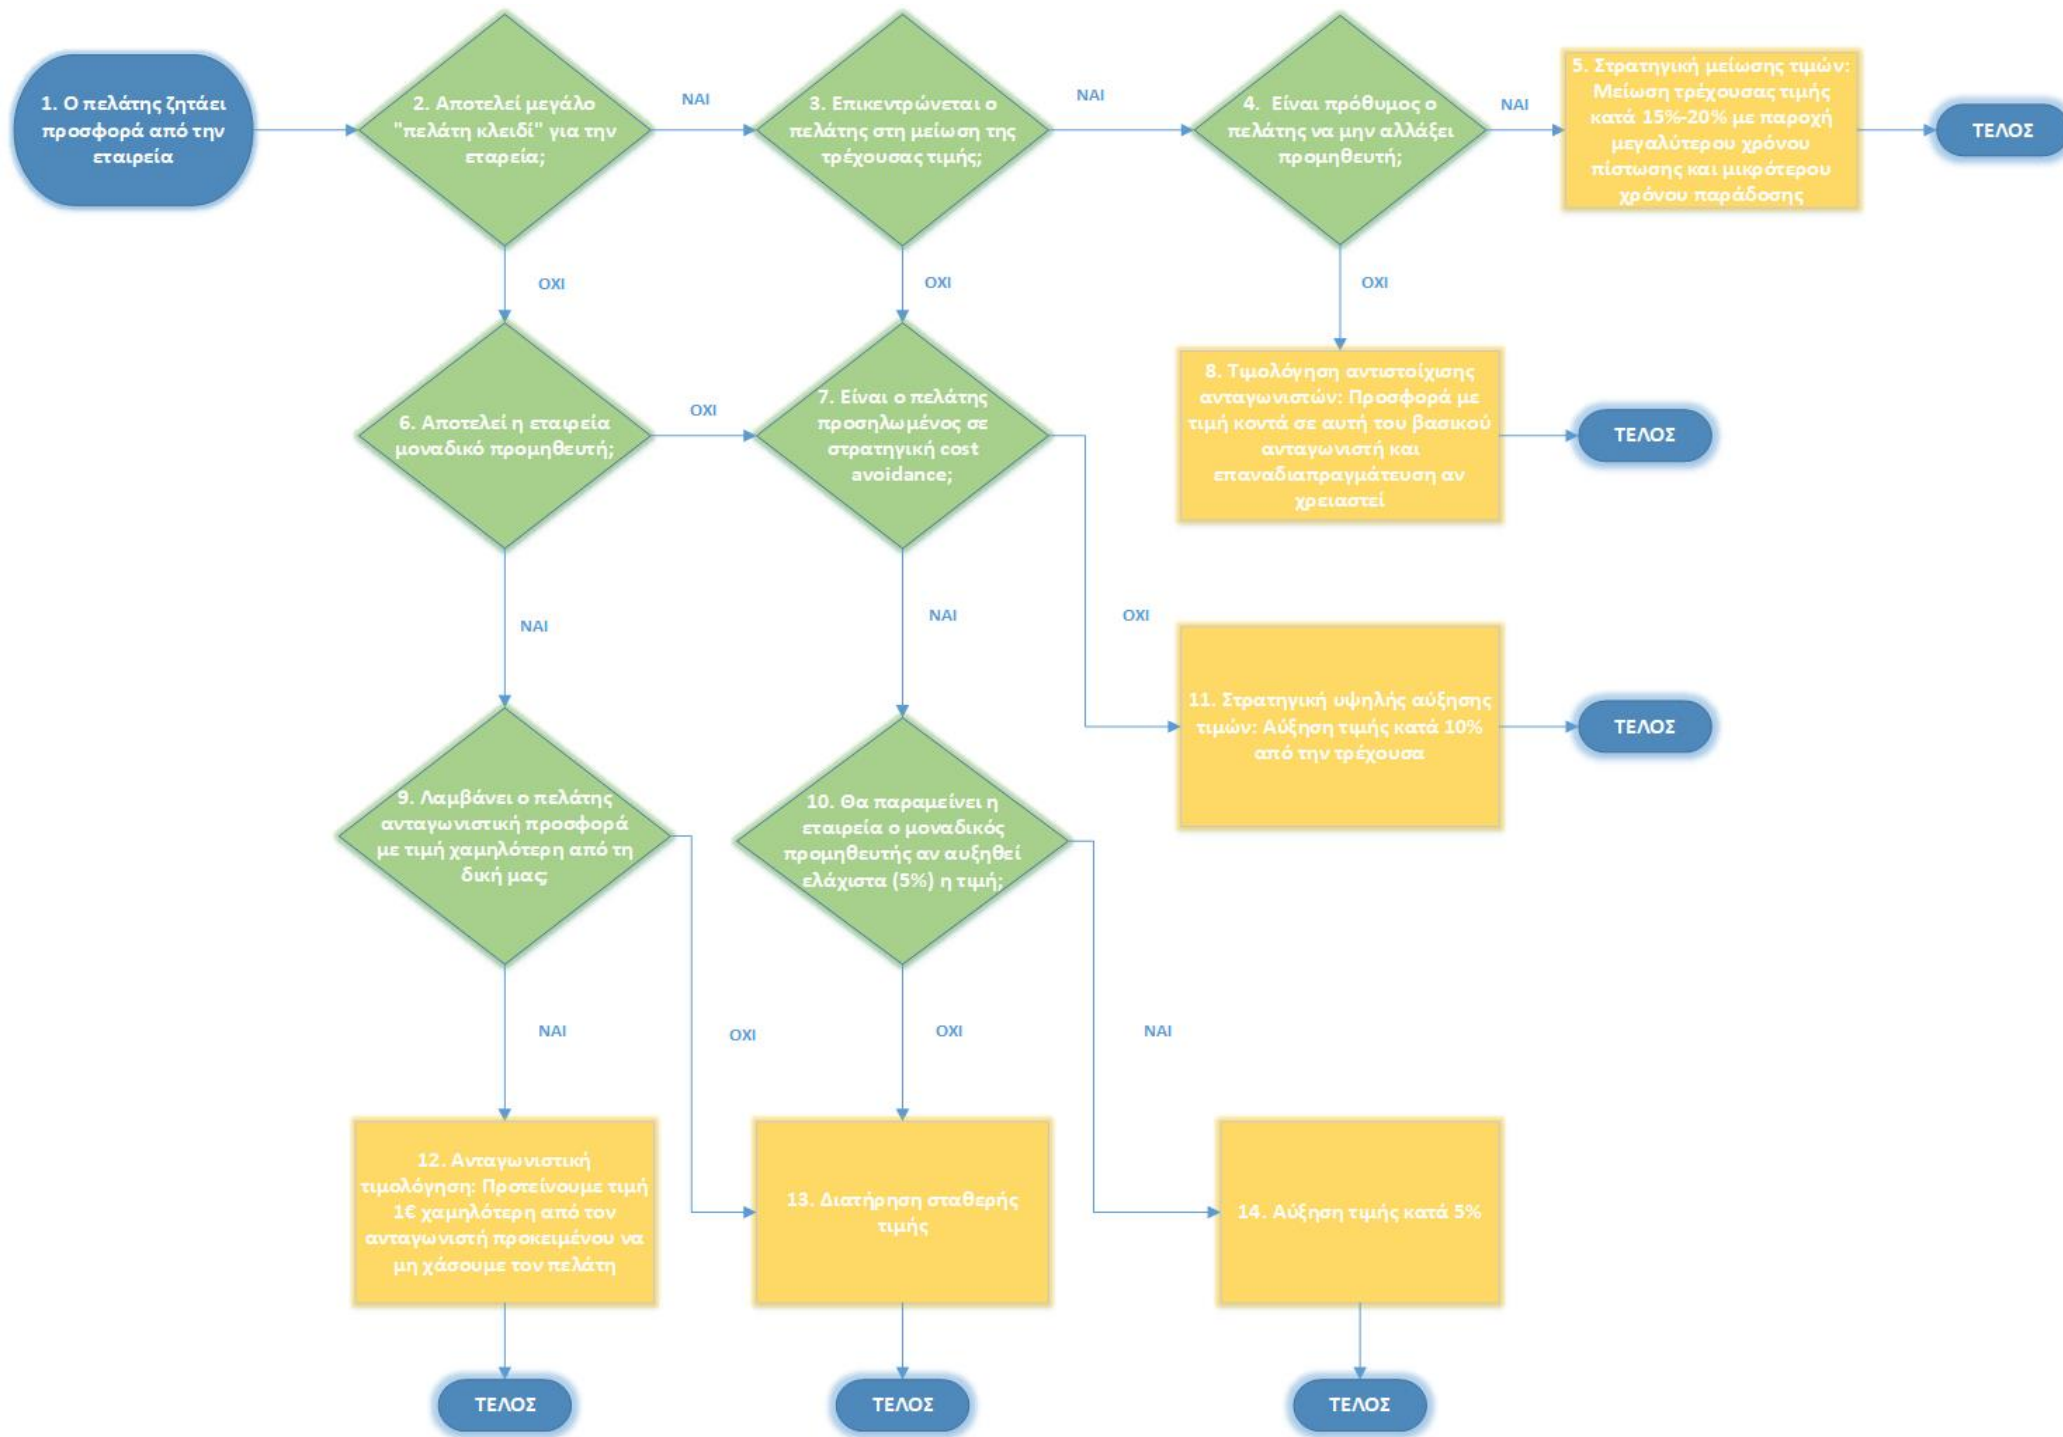 1. Ο πελάτης ζητάει
προσφορά από την
εταιρεία
2. Αποτελεί μεγάλο
"πελάτη κλειδί" για την
εταρεία;
ΝΑΙ
3. Επικεντρώνεται ο
πελάτης στη μείωση της
τρέχουσας τιμής;
ΝΑΙ
4. Είναι πρόθυμος ο
πελάτης να μην αλλάξει
προμηθευτή;
ΝΑΙ
5. Στρατηγική μείωσης τιμών:
Μείωση τρέχουσας τιμής
κατά 15%-20% με παροχή
μεγαλύτερου χρόνου
πίστωσης και μικρότερου
χρόνου παράδοσης
ΤΕΛΟΣ
ΟΧΙ
ΟΧΙ
ΟΧΙ
6. Αποτελεί η εταιρεία
μοναδικό προμηθευτή;
ΟΧΙ
7. Είναι ο πελάτης
προσηλωμένος σε
στρατηγική cost
avoidance;
8. Τιμολόγηση αντιστοίχισης
ανταγωνιστών: Προσφορά με
τιμή κοντά σε αυτή του βασικού
ανταγωνιστή και
επαναδιαπραγμάτευση αν
χρειαστεί
ΤΕΛΟΣ
ΝΑΙ
ΝΑΙ
ΟΧΙ
9. Λαμβάνει ο πελάτης
ανταγωνιστική προσφορά
με τιμή χαμηλότερη από τη
δική μας;
10. Θα παραμείνει η
εταιρεία ο μοναδικός
προμηθευτής αν αυξηθεί
ελάχιστα (5%) η τιμή;
11. Στρατηγική υψηλής αύξησης
τιμών: Αύξηση τιμής κατά 10%
από την τρέχουσα
ΤΕΛΟΣ
ΝΑΙ
ΟΧΙ
ΟΧΙ
ΝΑΙ
12. Ανταγωνιστική
τιμολόγηση: Προτείνουμε τιμή
1€ χαμηλότερη από τον
ανταγωνιστή προκειμένου να
μη χάσουμε τον πελάτη
13. Διατήρηση σταθερής
τιμής
14. Αύξηση τιμής κατά 5%
ΤΕΛΟΣ
ΤΕΛΟΣ
ΤΕΛΟΣ